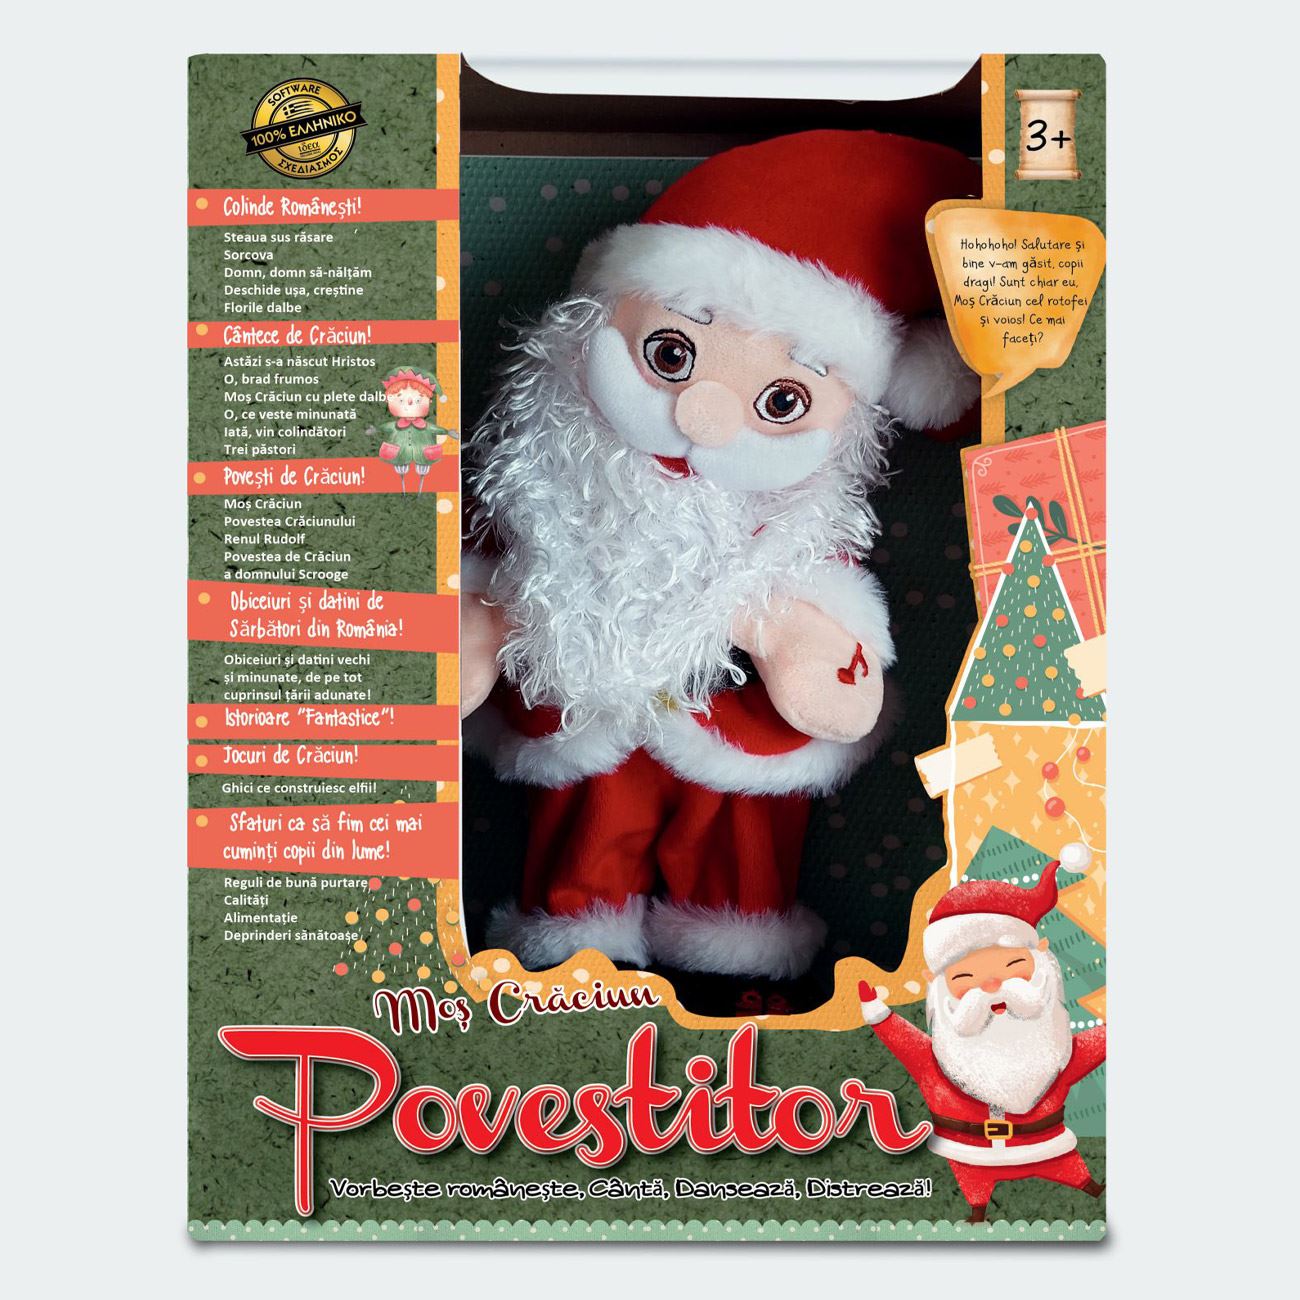 SOFTWARE
100% ΕΛΛΗΝΙΚΟ
ιδεα
ΣΧΕΔΙΑΣΜΟΣ
3+
Colinde Românești!
Steaua sus răsare
Sorcova
Domn, domn să-nălțăm
Deschide ușa, creștine
Florile dalbe
Cântece de Crăciun!
Astăzi s-a născut Hristos
O, brad frumos
Moș Crăciun cu plete dalbe
O, ce veste minunată
Iată, vin colindători
Trei păstori
Povești de Crăciun!
Moș Crăciun
Povestea Crăciunului
Renul Rudolf
Povestea de Crăciun
a domnului Scrooge
Obiceiuri și datini de
Sărbători din România!
Obiceiuri și datini vechi
și minunate, de pe tot
cuprinsul țării adunate!
Istorioare "Fantastice"!
Jocuri de Crăciun!
Ghici ce construiesc elfii!
Sfaturi ca să fim cei mai
cuminți copii din lume!
Reguli de bună purtare
Calități
Alimentație
Deprinderi sănătoase
Hohohoho! Salutare și
bine v-am găsit, copii
dragi! Sunt chiar eu,
Moș Crăciun cel rotofei
și voios! Ce mai
faceți?
Moș Crăciun
Povestitor
Vorbește românește, Cântă, Dansează, Distrează!